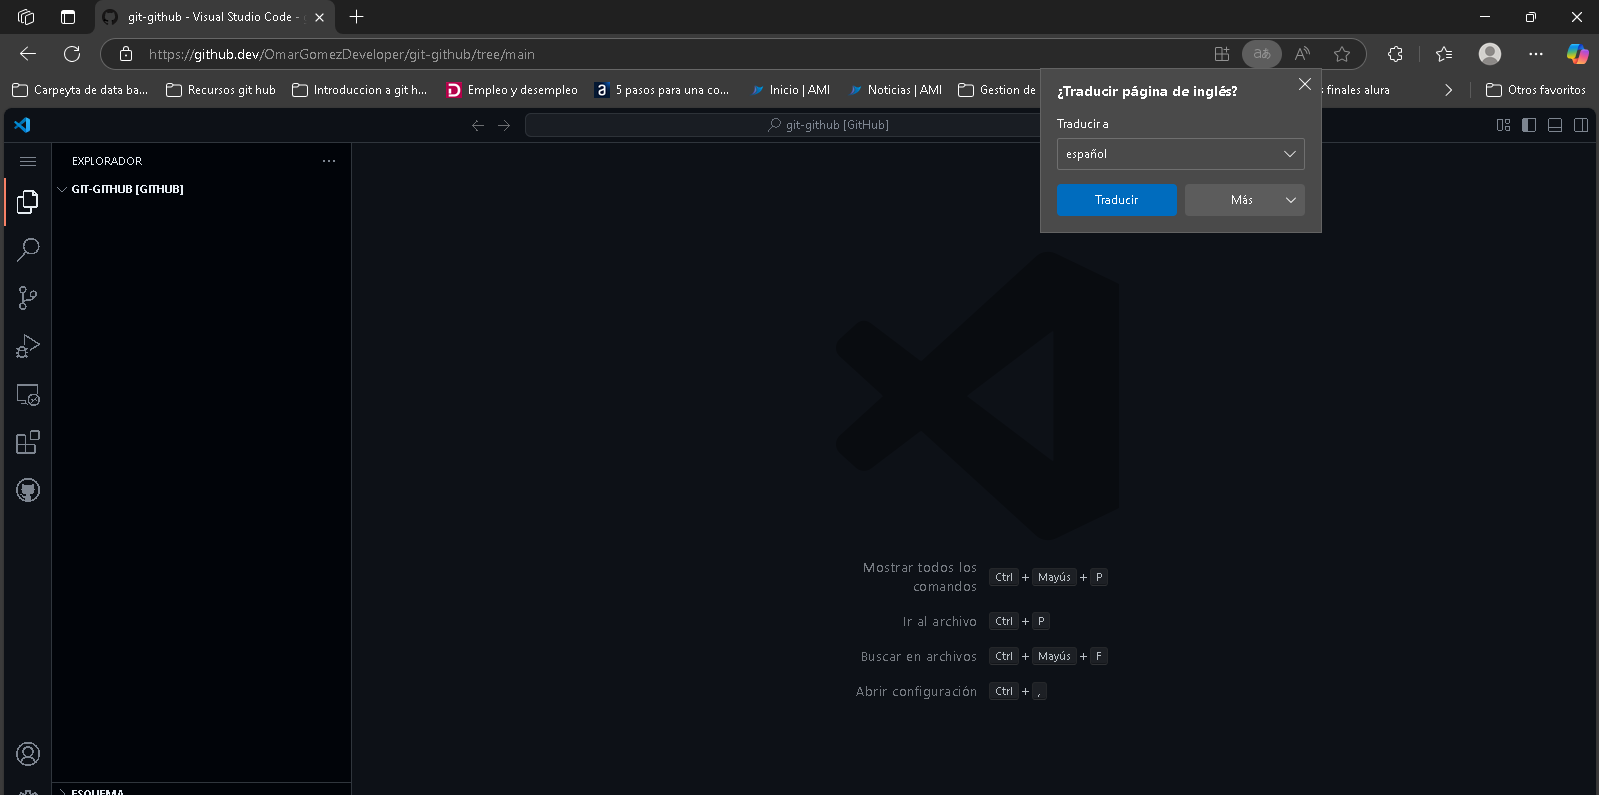 git-github - Visual Studio Code -
https://github.dev/OmarGomezDeveloper/git-github/tree/main
Carpeyta de data ba...
Recursos git hub
Introduccion a git h...
Empleo y desempleo
5 pasos para una co...
Inicio | AMI
Noticias | AMI
Gestion de
s finales alura
Otros favoritos
¿Traducir página de inglés?
Traducir a
español
Traducir
Más
git-github [GitHub]
EXPLORADOR
GIT-GITHUB [GITHUB]
Mostrar todos los
comandos
Ctrl + Mayús + P
Ir al archivo Ctrl + P
Buscar en archivos Ctrl + Mayús + F
Abrir configuración Ctrl + ,
ESQUEMA